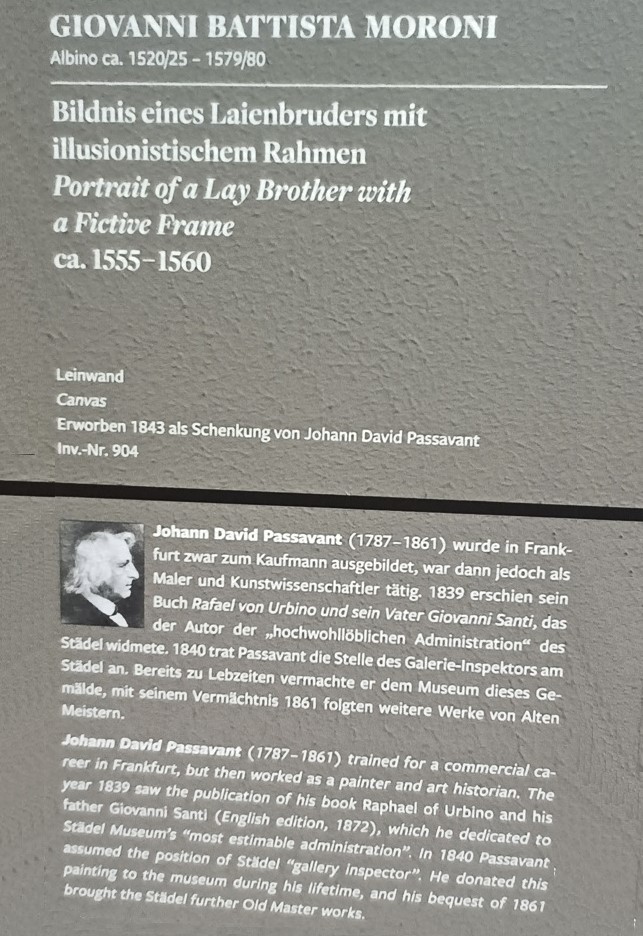 GIOVANNI BATTISTA MORONI
Albino ca. 1520/25 – 1579/80
Bildnis eines Laienbruders mit
illusionistischem Rahmen
Portrait of a Lay Brother with
a Fictive Frame
ca. 1555–1560
Leinwand
Canvas
Erworben 1843 als Schenkung von Johann David Passavant
Inv.-Nr. 904
Johann David Passavant (1787–1861) wurde in Frank-
furt zwar zum Kaufmann ausgebildet, war dann jedoch als
Maler und Kunstwissenschaftler tätig. 1839 erschien sein
Buch Rafael von Urbino und sein Vater Giovanni Santi, das
der Autor der „hochwohllöblichen Administration“ des
Städel widmete. 1840 trat Passavant die Stelle des Galerie-Inspektors am
Städel an. Bereits zu Lebzeiten vermachte er dem Museum dieses Ge-
mälde, mit seinem Vermächtnis 1861 folgten weitere Werke von Alten
Meistern.
Johann David Passavant (1787–1861) trained for a commercial ca-
reer in Frankfurt, but then worked as a painter and art historian. The
year 1839 saw the publication of his book Raphael of Urbino and his
father Giovanni Santi (English edition, 1872), which he dedicated to
Städel Museum's “most estimable administration”. In 1840 Passavant
assumed the position of Städel “gallery inspector”. He donated this
painting to the museum during his lifetime, and his bequest of 1861
brought the Städel further Old Master works.